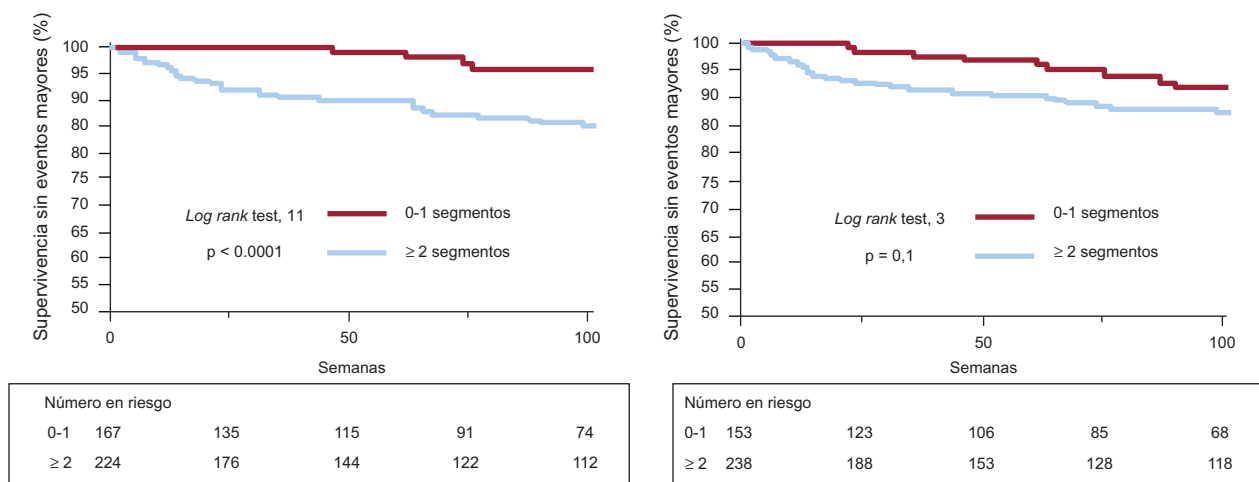 Supervivencia sin eventos mayores (%)
100
95
90
80
80
75
70
65
60
55
50
Log rank test, 11
p < 0.0001
0-1 segmentos
≥ 2 segmentos
0
50
100
Semanas
Número en riesgo
0-1 167 135 115 91 74
≥ 2 224 176 144 122 112
Supervivencia sin eventos mayores (%)
100
95
90
80
80
75
70
65
60
55
50
Log rank test, 3
p = 0,1
0-1 segmentos
≥ 2 segmentos
0
50
100
Semanas
Número en riesgo
0-1 153 123 106 85 68
≥ 2 238 188 153 128 118